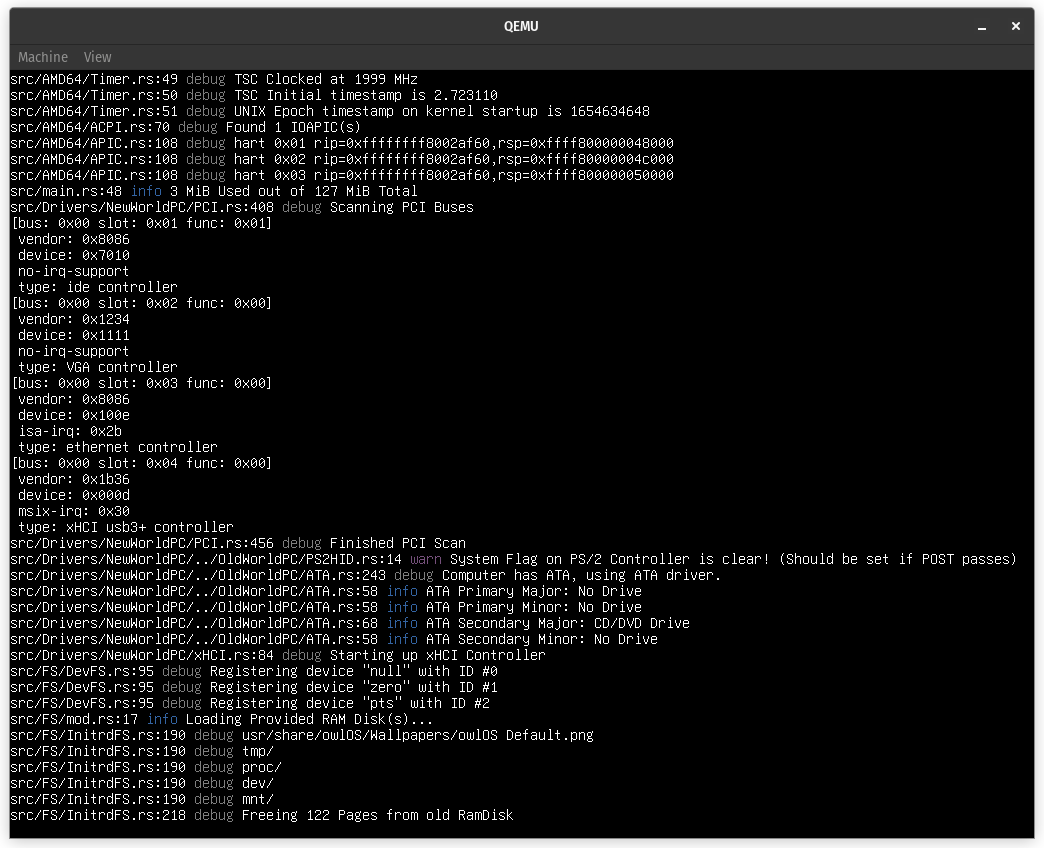 QEMU
Machine View
src/AMD64/Timer.rs:49 debug TSC Clocked at 1999 MHz
src/AMD64/Timer.rs:50 debug TSC Initial timestamp is 2.723110
src/AMD64/Timer.rs:51 debug UNIX Epoch timestamp on kernel startup is 1654634648
src/AMD64/ACPI.rs:70 debug Found 1 IOAPIC(s)
src/AMD64/APIC.rs:108 debug hart 0x01 rip=0xffffffff8002af60,rsp=0xffff800000048000
src/AMD64/APIC.rs:108 debug hart 0x02 rip=0xffffffff8002af60,rsp=0xffff80000004c000
src/AMD64/APIC.rs:108 debug hart 0x03 rip=0xffffffff8002af60,rsp=0xffff800000050000
src/main.rs:48 info 3 MiB Used out of 127 MiB Total
src/Drivers/NewWorldPC/PCI.rs:408 debug Scanning PCI Buses
[bus: 0x00 slot: 0x01 func: 0x01]
 vendor: 0x8086
 device: 0x7010
 no-irq-support
 type: ide controller
[bus: 0x00 slot: 0x02 func: 0x00]
 vendor: 0x1234
 device: 0x1111
 no-irq-support
 type: VGA controller
[bus: 0x00 slot: 0x03 func: 0x00]
 vendor: 0x8086
 device: 0x100e
 isa-irq: 0x2b
 type: ethernet controller
[bus: 0x00 slot: 0x04 func: 0x00]
 vendor: 0x1b36
 device: 0x000d
 msix-irq: 0x30
 type: xHCI usb3+ controller
src/Drivers/NewWorldPC/PCI.rs:456 debug Finished PCI Scan
src/Drivers/NewWorldPC/../OldWorldPC/PS2HID.rs:14 warn System Flag on PS/2 Controller is clear! (Should be set if POST passes)
src/Drivers/NewWorldPC/../OldWorldPC/ATA.rs:243 debug Computer has ATA, using ATA driver.
src/Drivers/NewWorldPC/../OldWorldPC/ATA.rs:58 info ATA Primary Major: No Drive
src/Drivers/NewWorldPC/../OldWorldPC/ATA.rs:58 info ATA Primary Minor: No Drive
src/Drivers/NewWorldPC/../OldWorldPC/ATA.rs:68 info ATA Secondary Major: CD/DVD Drive
src/Drivers/NewWorldPC/../OldWorldPC/ATA.rs:58 info ATA Secondary Minor: No Drive
src/Drivers/NewWorldPC/xHCI.rs:84 debug Starting up xHCI Controller
src/FS/DevFS.rs:95 debug Registering device "null" with ID #0
src/FS/DevFS.rs:95 debug Registering device "zero" with ID #1
src/FS/DevFS.rs:95 debug Registering device "pts" with ID #2
src/FS/mod.rs:17 info Loading Provided RAM Disk(s)...
src/FS/InitrdFS.rs:190 debug usr/share/owlOS/Wallpapers/owlOS Default.png
src/FS/InitrdFS.rs:190 debug tmp/
src/FS/InitrdFS.rs:190 debug proc/
src/FS/InitrdFS.rs:190 debug dev/
src/FS/InitrdFS.rs:190 debug mnt/
src/FS/InitrdFS.rs:218 debug Freeing 122 Pages from old RamDisk